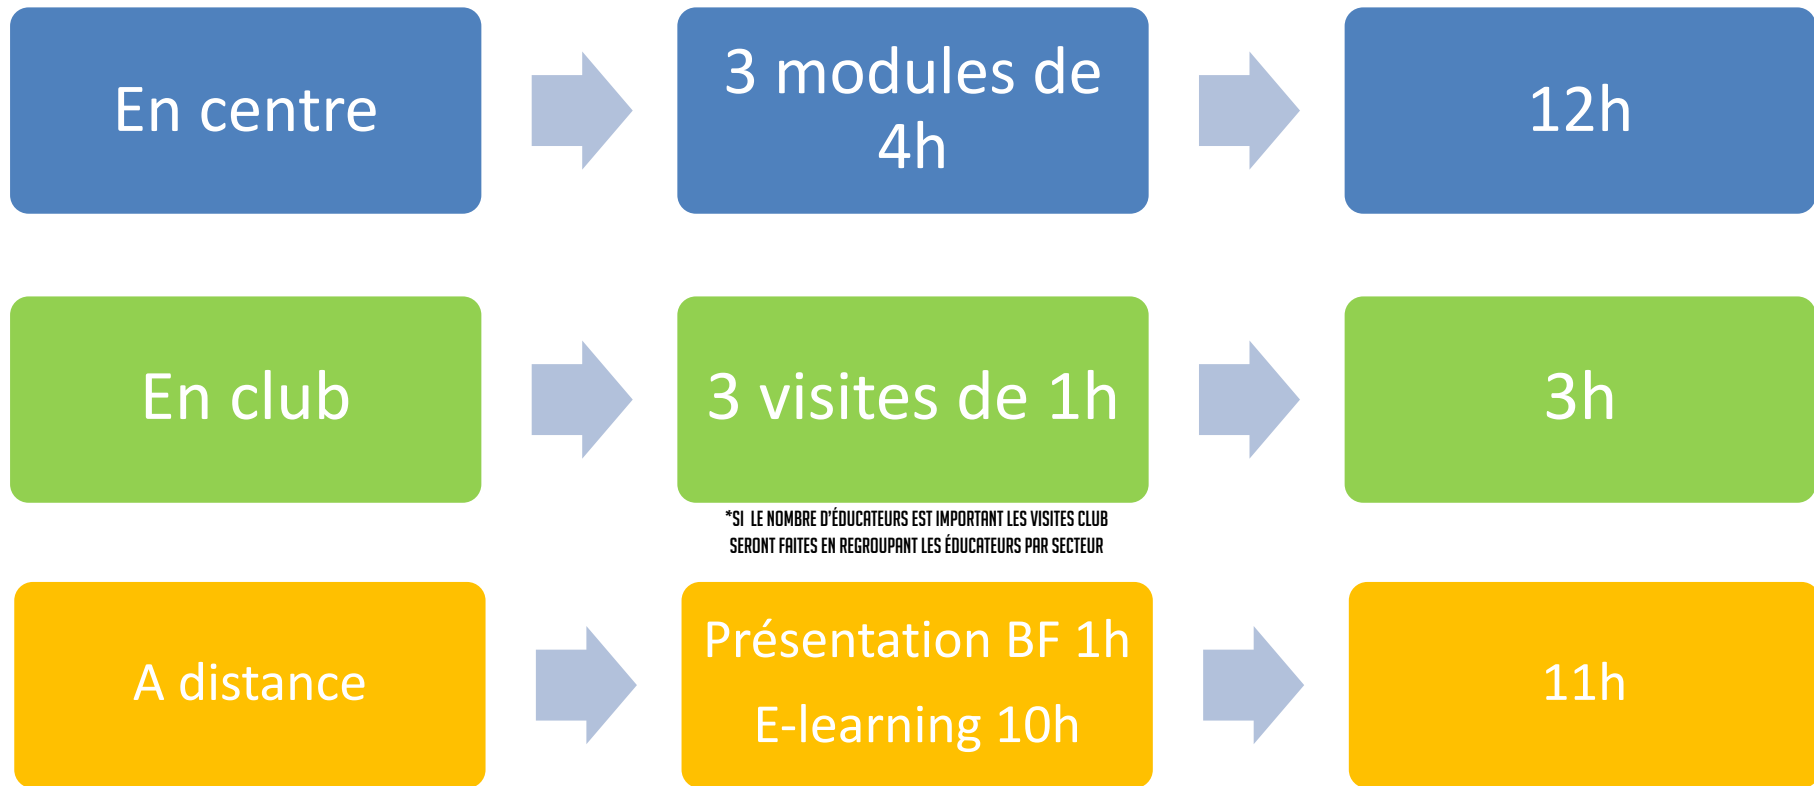 En centre
3 modules de
4h
12h
En club
3 visites de 1h
3h
*SI LE NOMBRE D'ÉDUCATEURS EST IMPORTANT LES VISITES CLUB
SERONT FAITES EN REGROUPANT LES ÉDUCATEURS PAR SECTEUR
A distance
Présentation BF 1h
E-learning 10h
11h